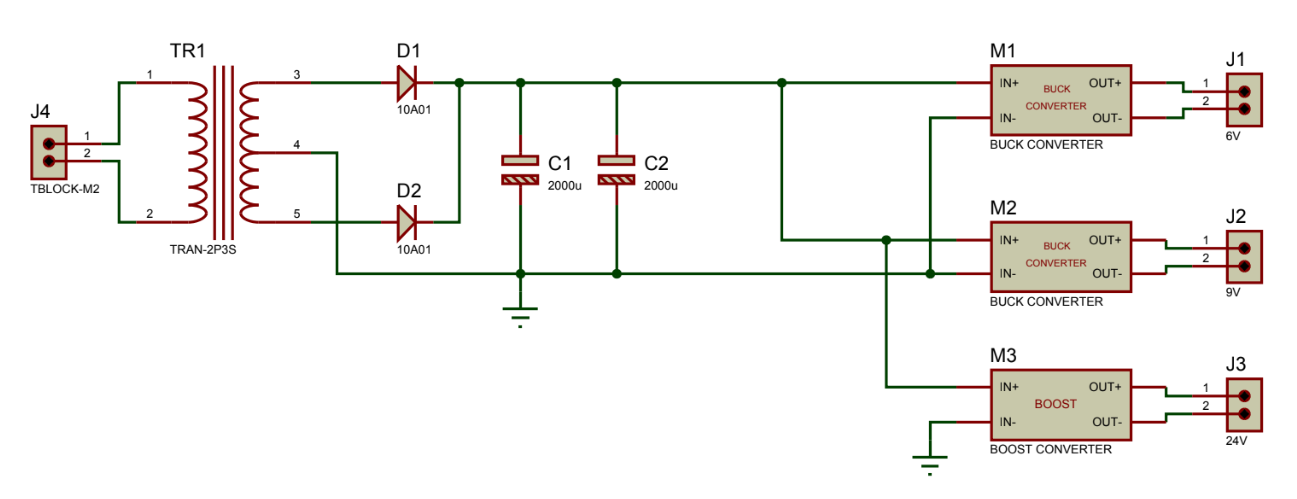 TR1
1
3
2
5
4
TRAN-2P3S
J4
1
2
TBLOCK-M2
D1
10A01
D2
10A01
C1
2000u
C2
2000u
M1
IN+
OUT+
BUCK
CONVERTER
IN-
OUT-
BUCK CONVERTER
J1
1
2
6V
M2
IN+
OUT+
BUCK
CONVERTER
IN-
OUT-
BUCK CONVERTER
J2
1
2
9V
M3
IN+
OUT+
BOOST
IN-
OUT-
BOOST CONVERTER
J3
1
2
24V